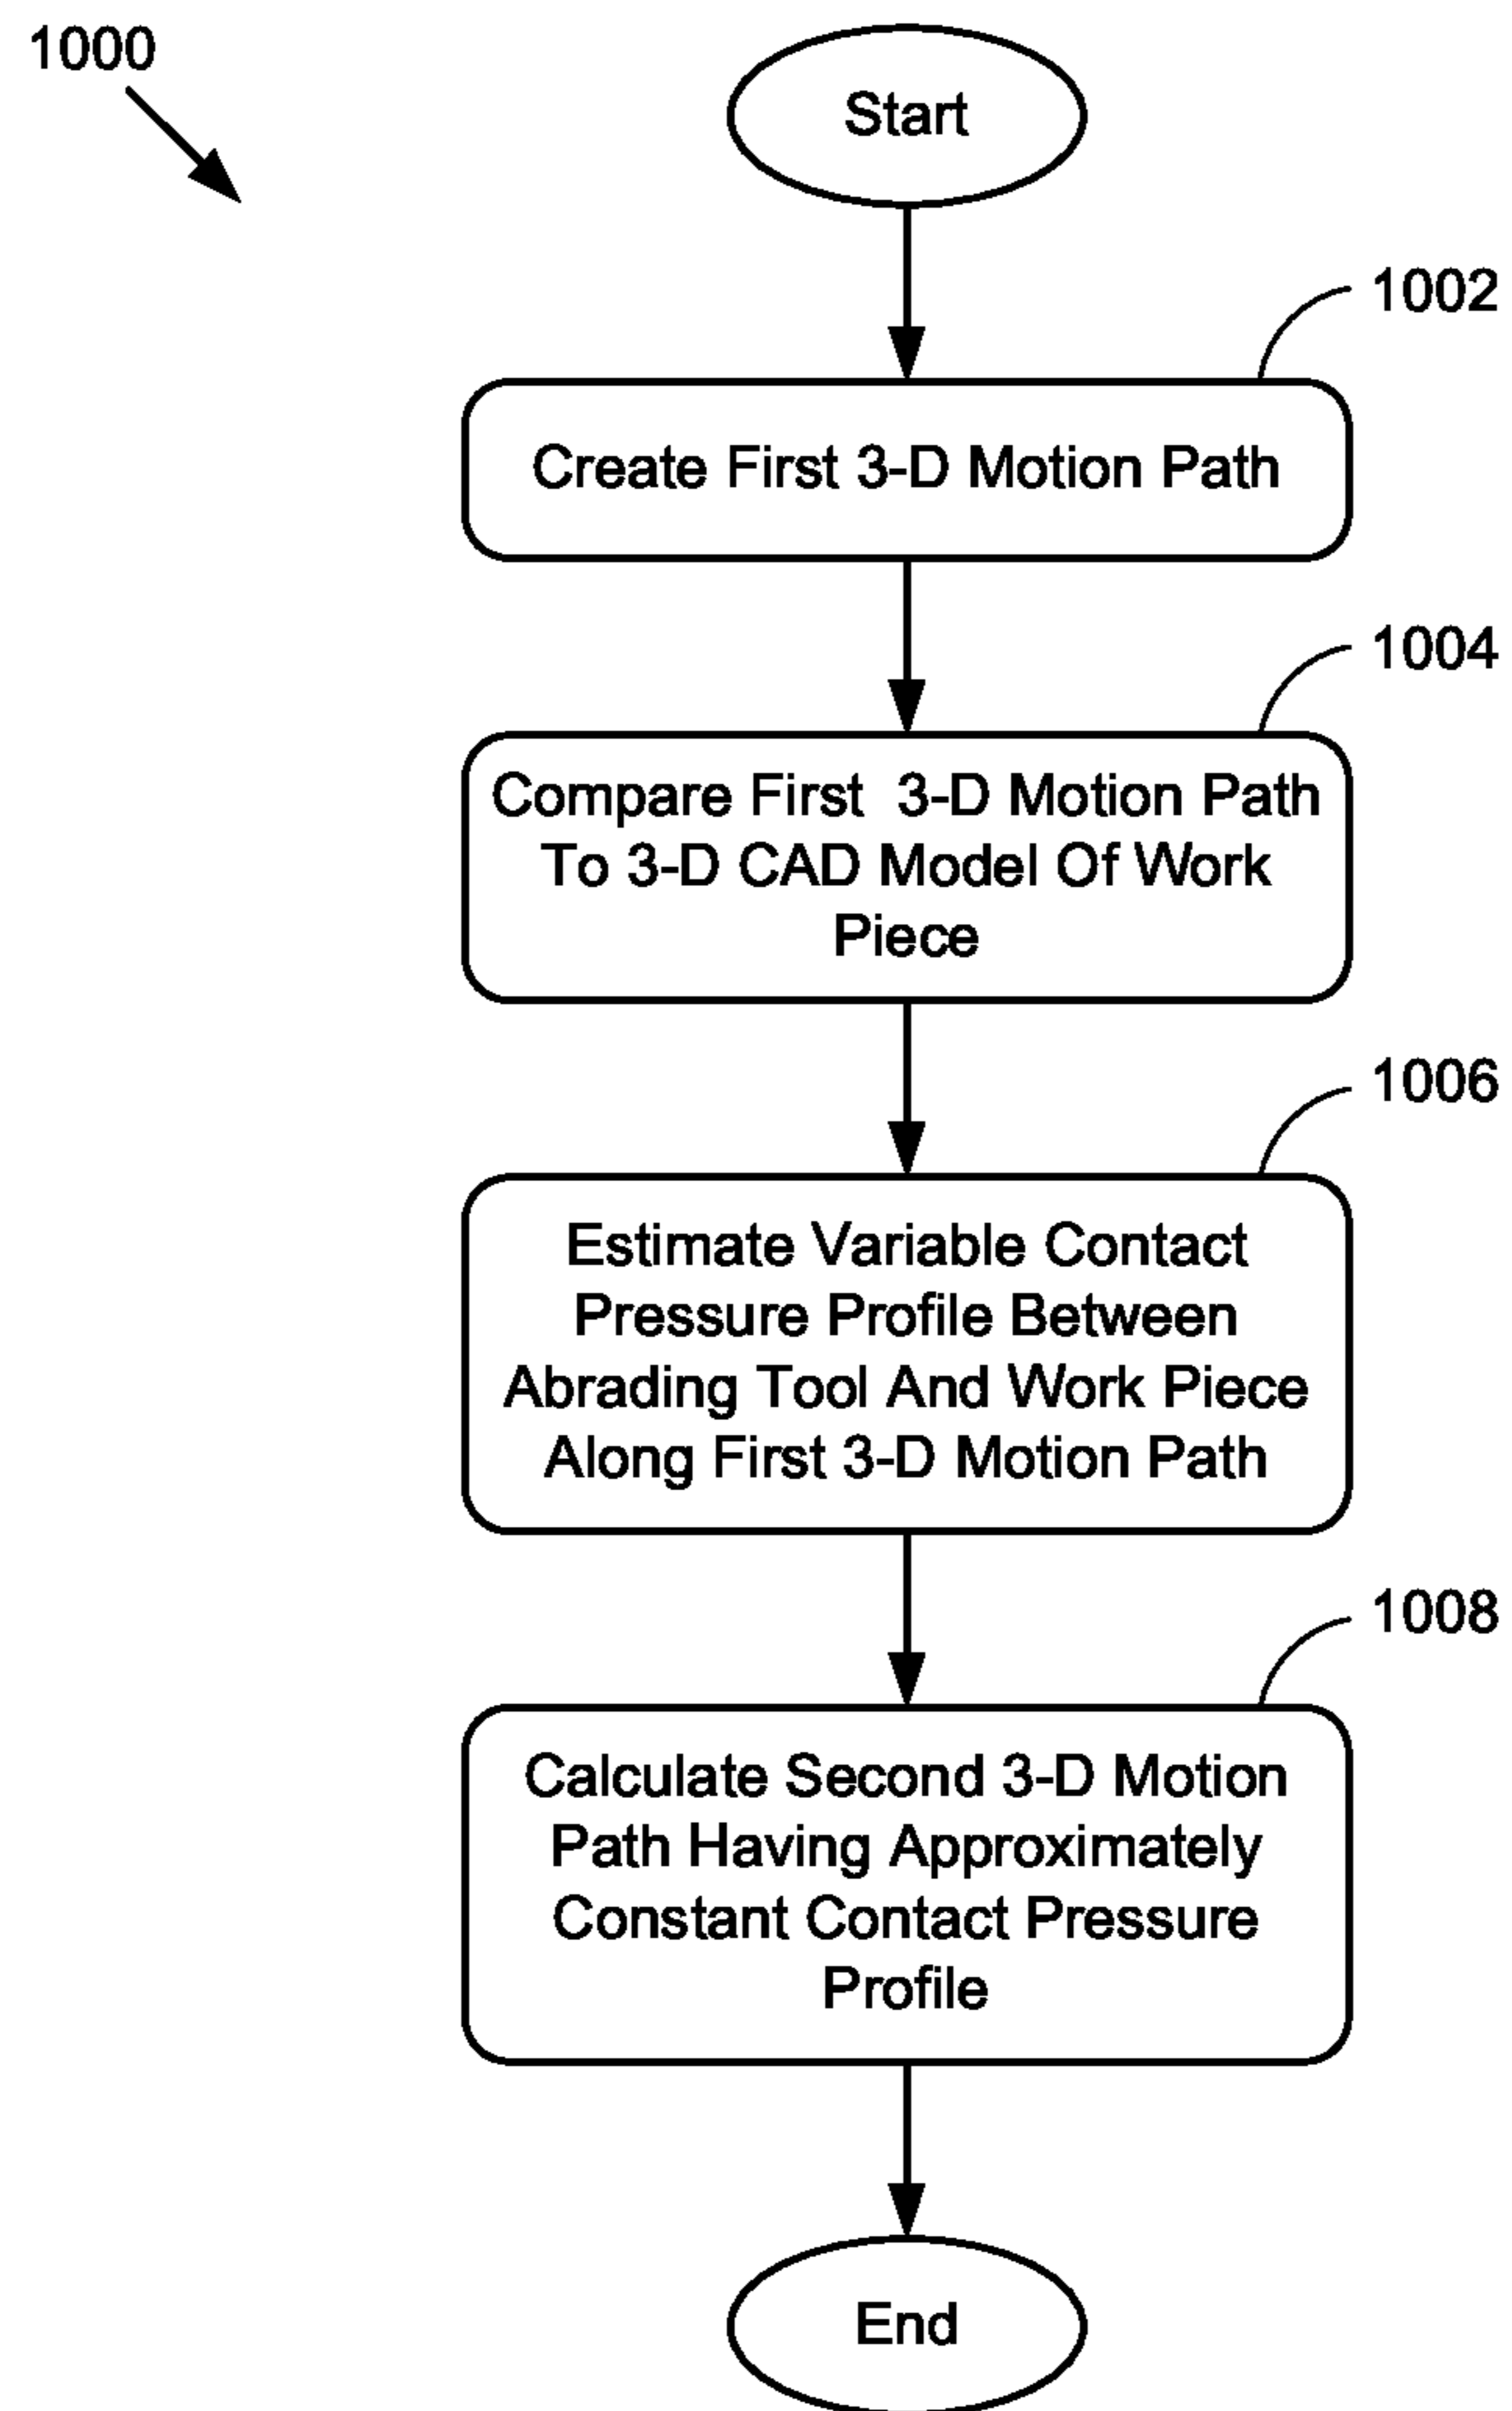 1000
Start
1002
Create First 3-D Motion Path
1004
Compare First 3-D Motion Path
To 3-D CAD Model Of Work
Piece
1006
Estimate Variable Contact
Pressure Profile Between
Abrading Tool And Work Piece
Along First 3-D Motion Path
1008
Calculate Second 3-D Motion
Path Having Approximately
Constant Contact Pressure
Profile
End